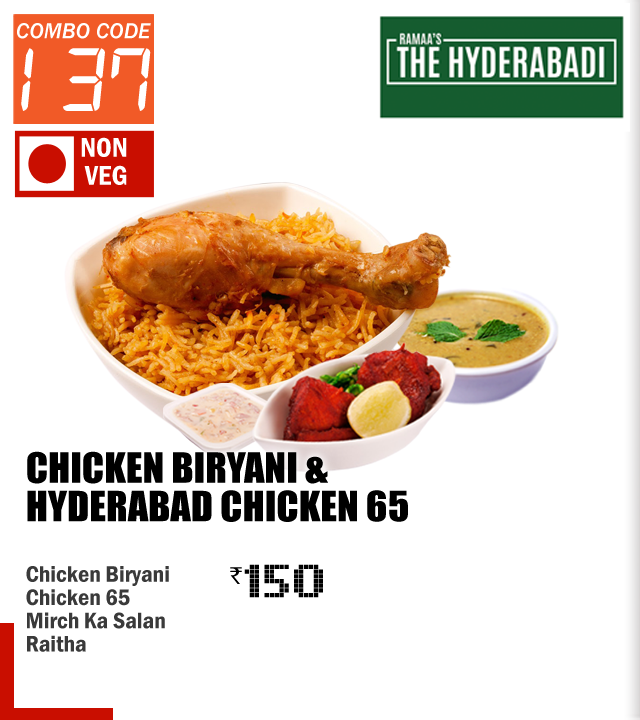 COMBO CODE
137
RAMAA'S
THE HYDERABADI
NON
VEG
CHICKEN BIRYANI &
HYDERABAD CHICKEN 65
Chicken Biryani
₹150
Chicken 65
Mirch Ka Salan
Raitha